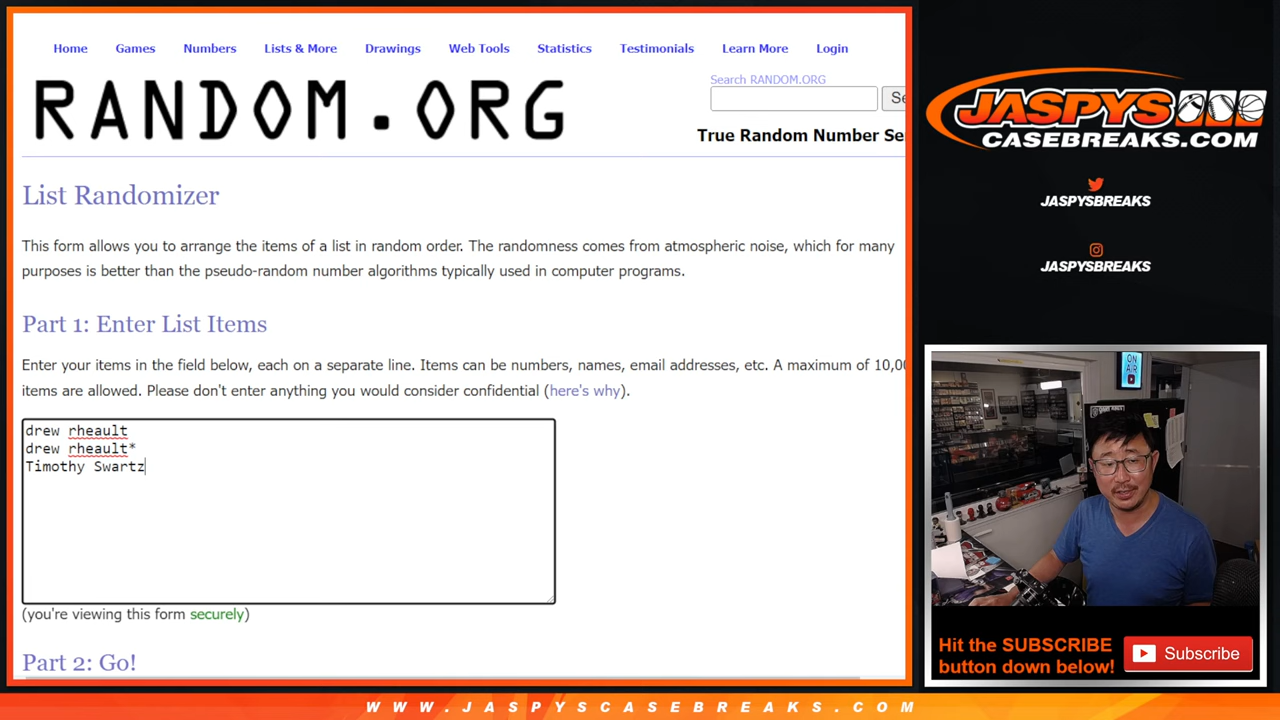 Home Games Numbers Lists & More Drawings Web Tools Statistics Testimonials Learn More Login
RANDOM.ORG
Search RANDOM.ORG
Se
True Random Number Se
List Randomizer
This form allows you to arrange the items of a list in random order. The randomness comes from atmospheric noise, which for many
purposes is better than the pseudo-random number algorithms typically used in computer programs.
Part 1: Enter List Items
Enter your items in the field below, each on a separate line. Items can be numbers, names, email addresses, etc. A maximum of 10,00
items are allowed. Please don't enter anything you would consider confidential (here's why).
drew rheault
drew rheault*
Timothy Swartz
(you're viewing this form securely)
Part 2: Go!
JASPYS
CASEBREAKS.COM
JASPYSBREAKS
JASPYSBREAKS
ON
AIR
Hit the SUBSCRIBE
button down below!
Subscribe
WWW.JASPYSCASEBREAKS.COM